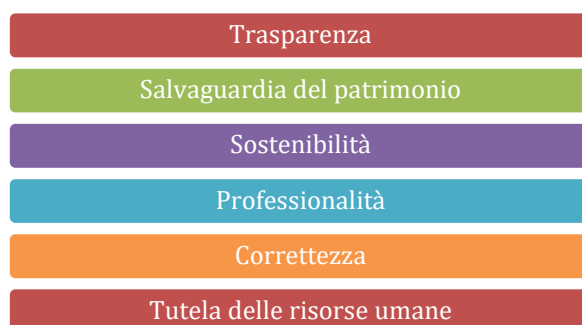 Trasparenza
Salvaguardia del patrimonio
Sostenibilità
Professionalità
Correttezza
Tutela delle risorse umane